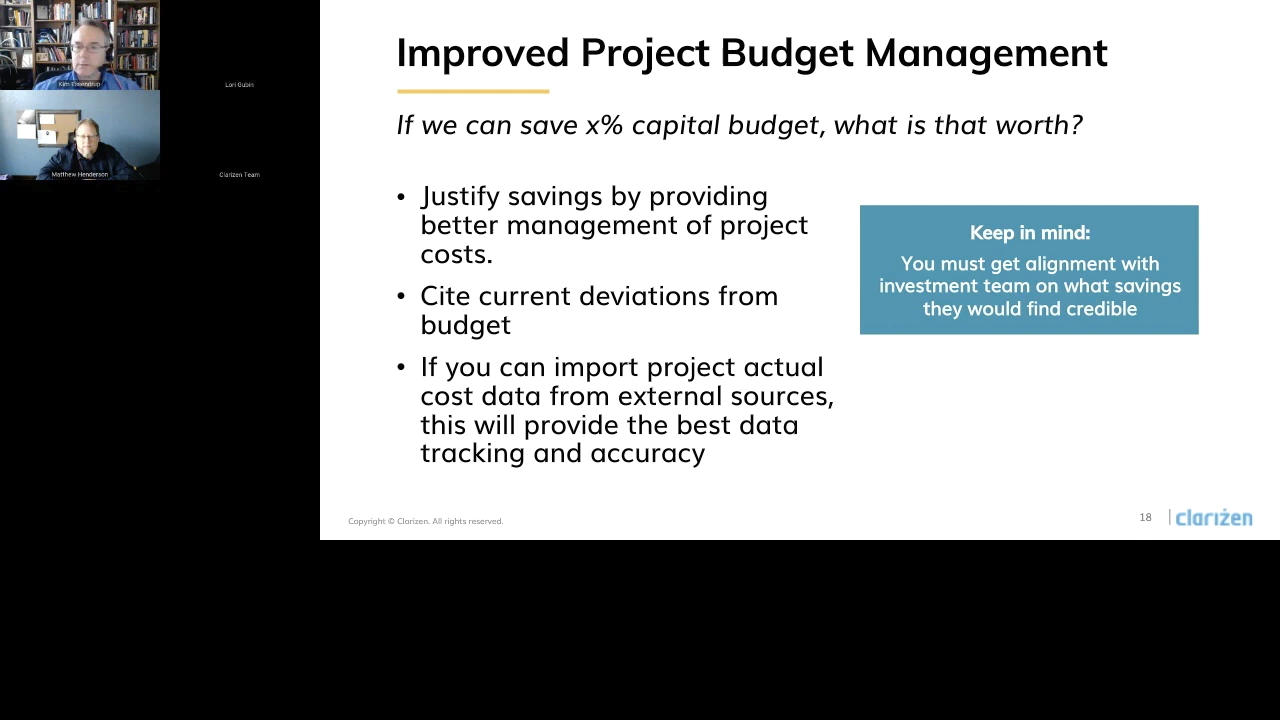 Kim Essendrup
Lori Gubin
Matthew Henderson
Clarizen Team
Improved Project Budget Management
If we can save x% capital budget, what is that worth?
• Justify savings by providing
better management of project
costs.
• Cite current deviations from
budget
• If you can import project actual
cost data from external sources,
this will provide the best data
tracking and accuracy
Keep in mind:
You must get alignment with
investment team on what savings
they would find credible
Copyright © Clarizen. All rights reserved.
18
clarizen